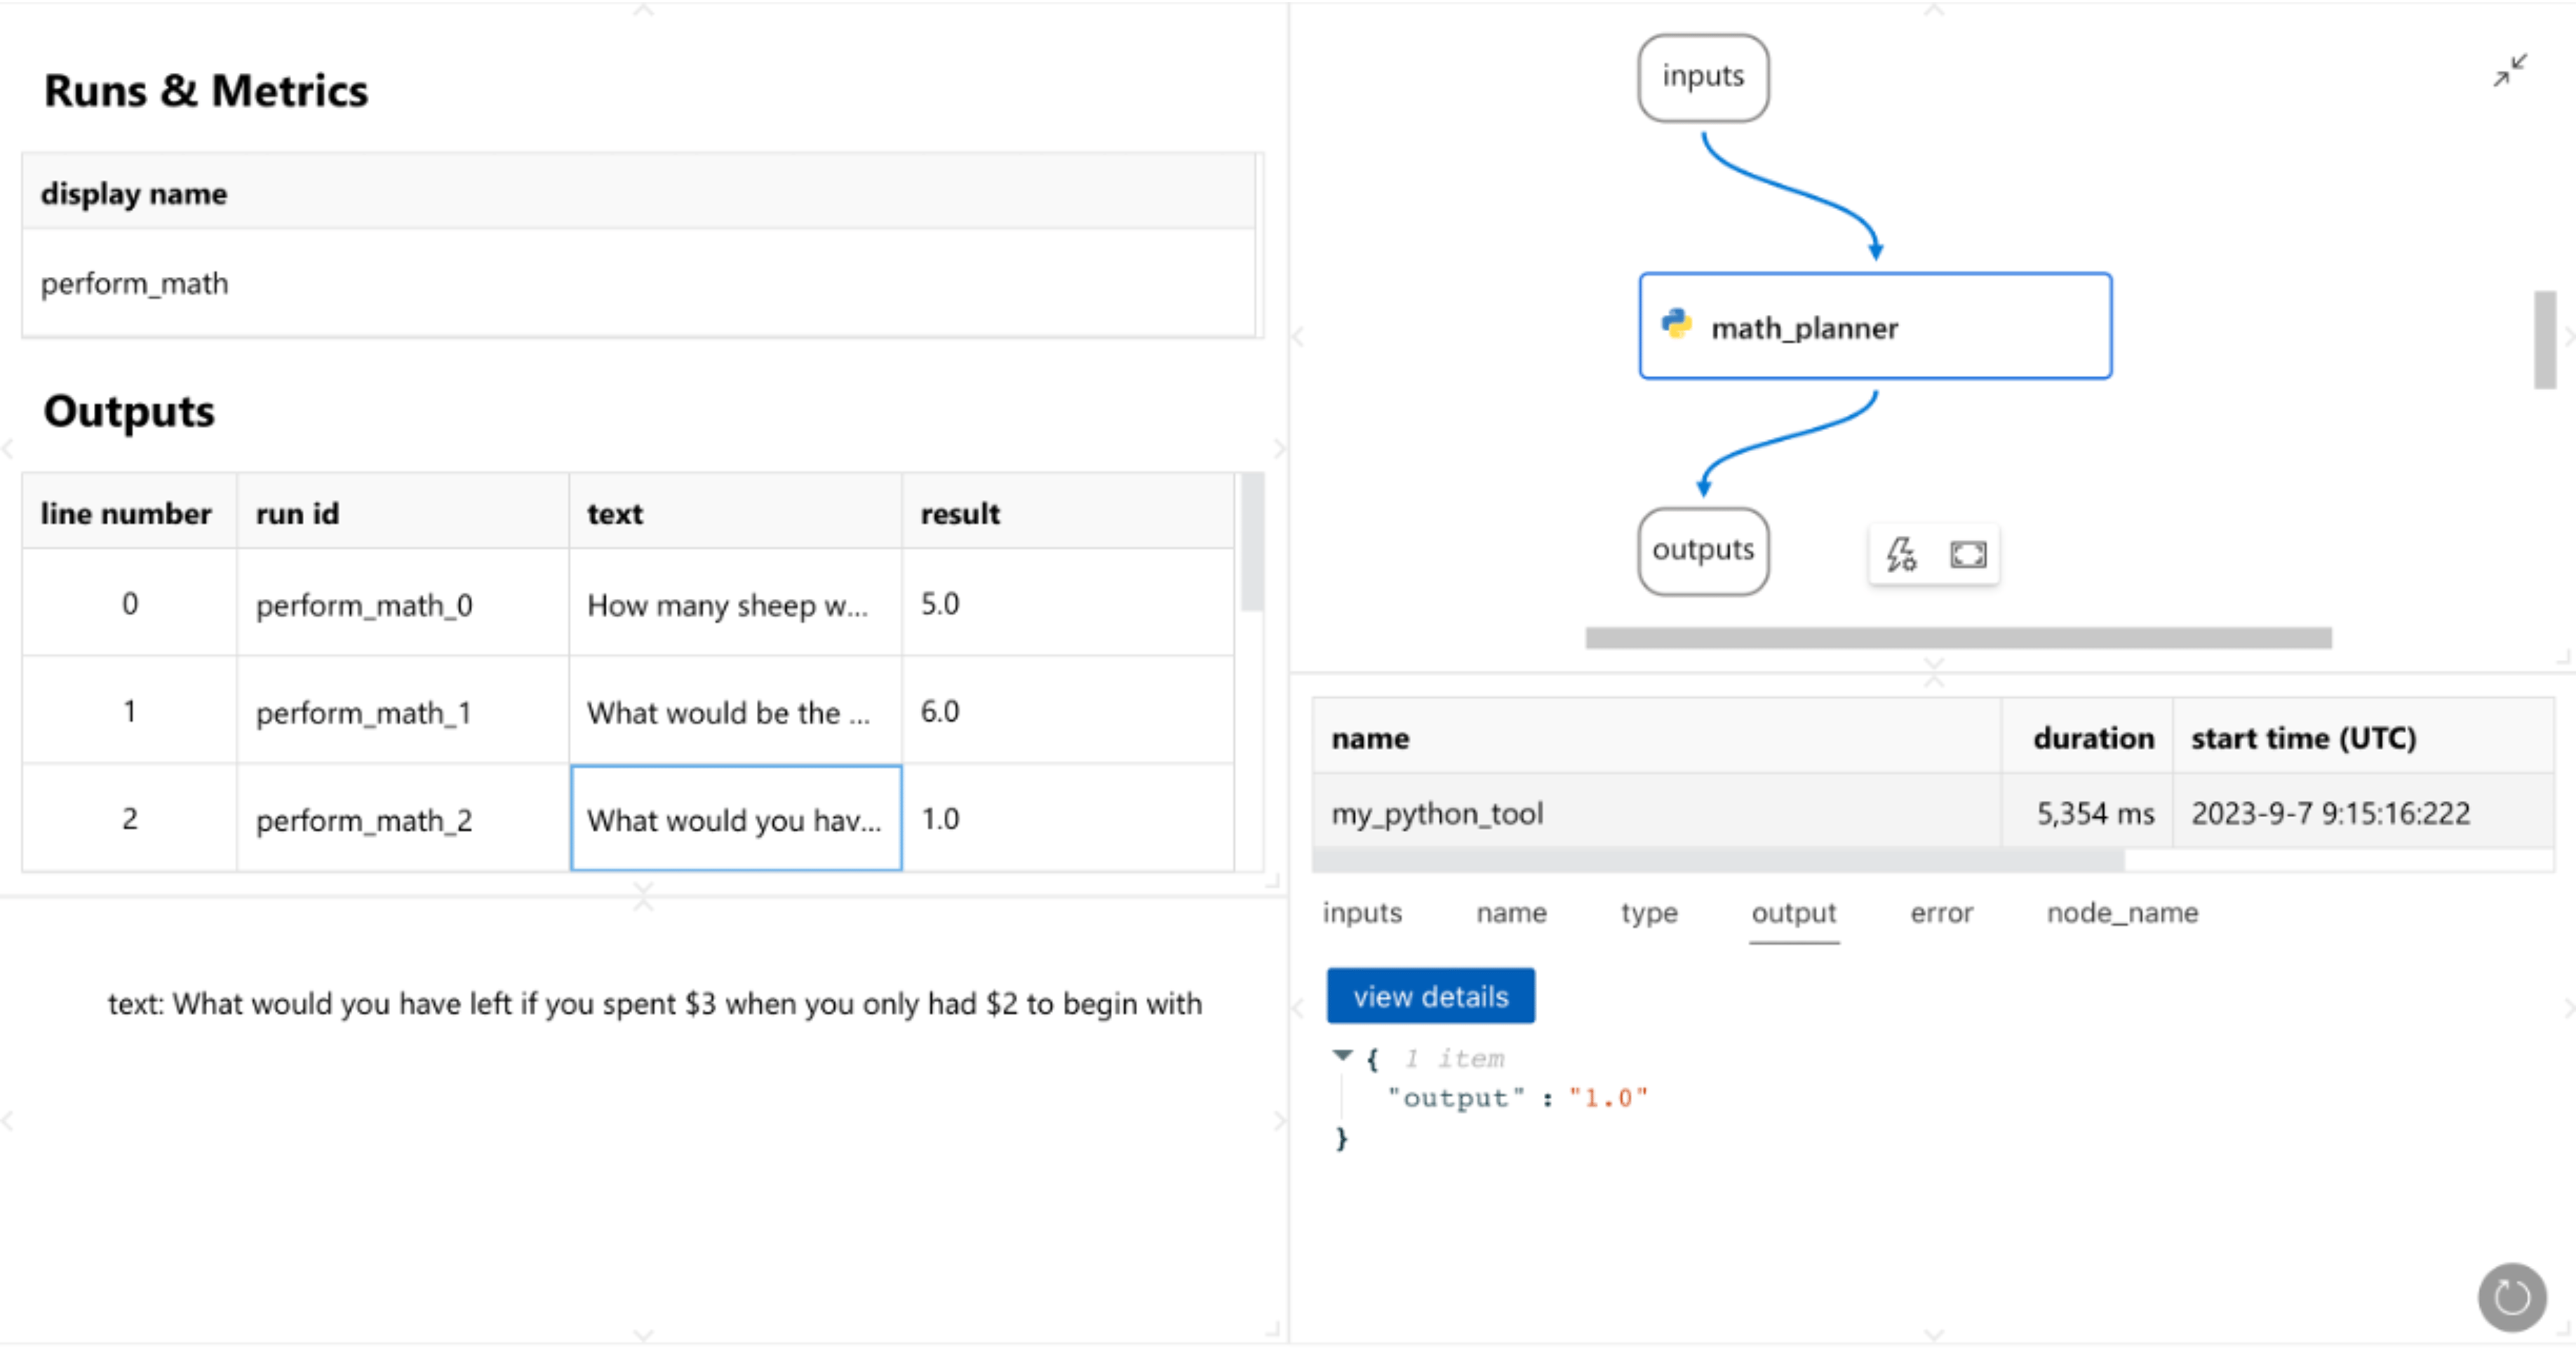 Runs & Metrics
display name
perform_math
Outputs
line number run id text result
0 perform_math_0 How many sheep w... 5.0
1 perform_math_1 What would be the ... 6.0
2 perform_math_2 What would you hav... 1.0
text: What would you have left if you spent $3 when you only had $2 to begin with
inputs
math_planner
outputs
name duration start time (UTC)
my_python_tool 5,354 ms 2023-9-7 9:15:16:222
inputs name type output error node_name
view details
{ 1 item
"output" : "1.0"
}